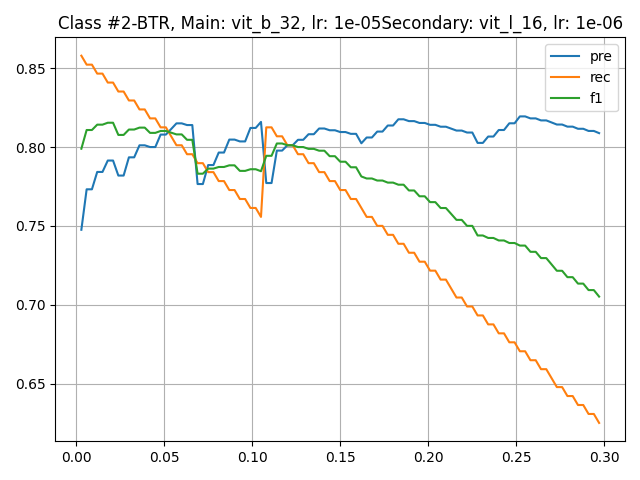 Class #2-BTR, Main: vit_b_32, lr: 1e-05Secondary: vit_l_16, lr: 1e-06
pre
rec
f1
0.85
0.80
0.75
0.70
0.65
0.00 0.05 0.10 0.15 0.20 0.25 0.30